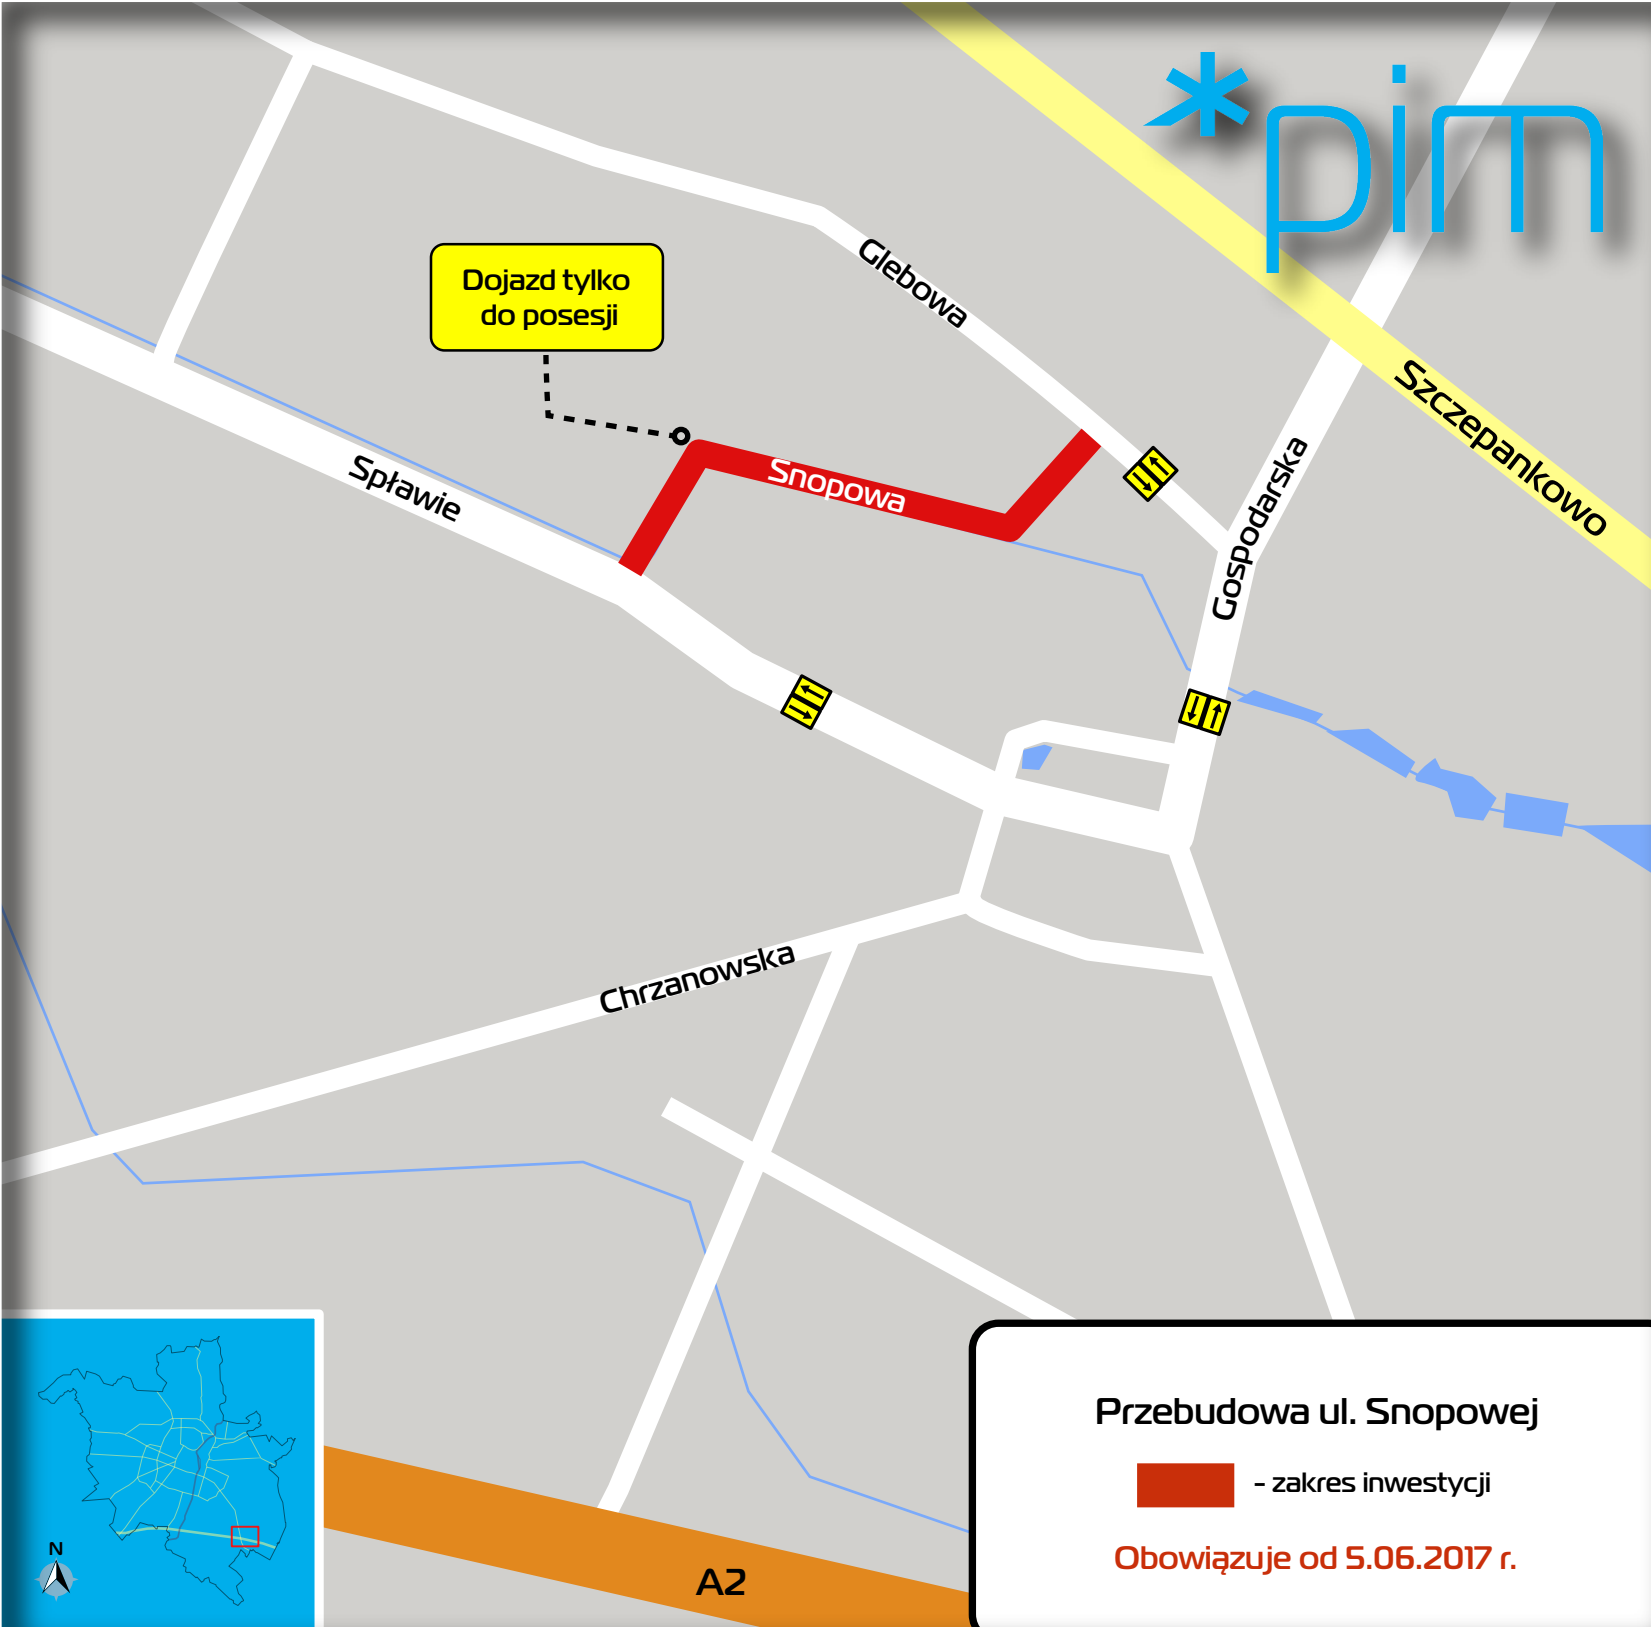 *pim
Dojazd tylko
do posesji
Glebowa
Szczepankowo
Snopowa
Spławie
Gospodarska
Chrzanowska
Przebudowa ul. Snopowej
- zakres inwestycji
Obowiązuje od 5.06.2017 r.
N
A2